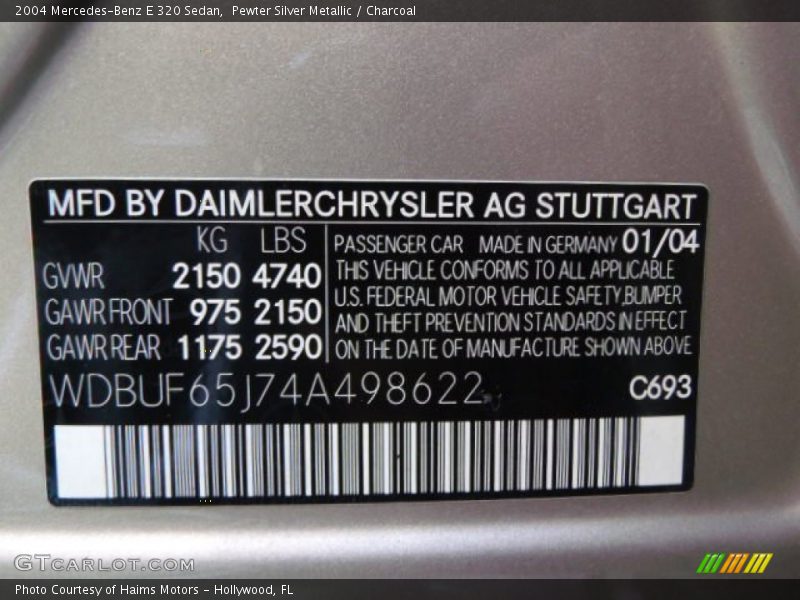 2004 Mercedes-Benz E 320 Sedan,  Pewter Silver Metallic / Charcoal
MFD BY DAIMLERCHRYSLER AG STUTTGART
KG LBS
GVWR 2150 4740
GAWR FRONT 975 2150
GAWR REAR 1175 2590
PASSENGER CAR MADE IN GERMANY 01/04
THIS VEHICLE CONFORMS TO ALL APPLICABLE
U.S. FEDERAL MOTOR VEHICLE SAFETY,BUMPER
AND THEFT PREVENTION STANDARDS IN EFFECT
ON THE DATE OF MANUFACTURE SHOWN ABOVE
WDBUF65J74A498622 C693
GTCarLot.com
Photo Courtesy of Haims Motors - Hollywood, FL